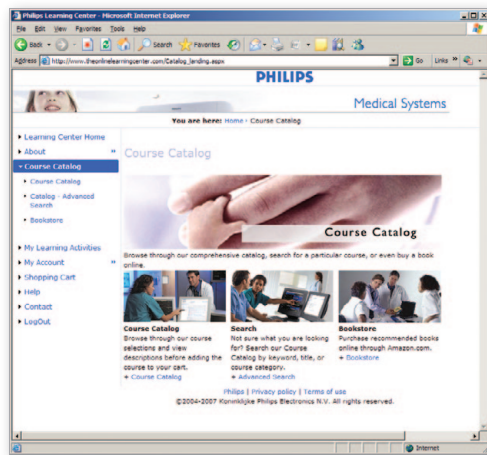 Philips Learning Center - Microsoft Internet Explorer
File Edit View Favorites Tools Help
Back Search Favorites
Address http://www.theonlinelearningcenter.com/Catalog_landing.aspx Go Links »
PHILIPS
Medical Systems
You are here: Home › Course Catalog
Learning Center Home
About »
Course Catalog
Course Catalog
Catalog - Advanced
Search
Bookstore
My Learning Activities
My Account »
Shopping Cart
Help
Contact
LogOut
Course Catalog
Course Catalog
Browse through our comprehensive catalog, search for a particular course, or even buy a book
online.
Course Catalog
Browse through our course
selections and view
descriptions before adding the
course to your cart.
+ Course Catalog
Search
Not sure what you are looking
for? Search our Course
Catalog by keyword, title, or
course category.
+ Advanced Search
Bookstore
Purchase recommended books
online through Amazon.com.
+ Bookstore
Philips | Privacy policy | Terms of use
©2004-2007 Koninklijke Philips Electronics N.V. All rights reserved.
Internet